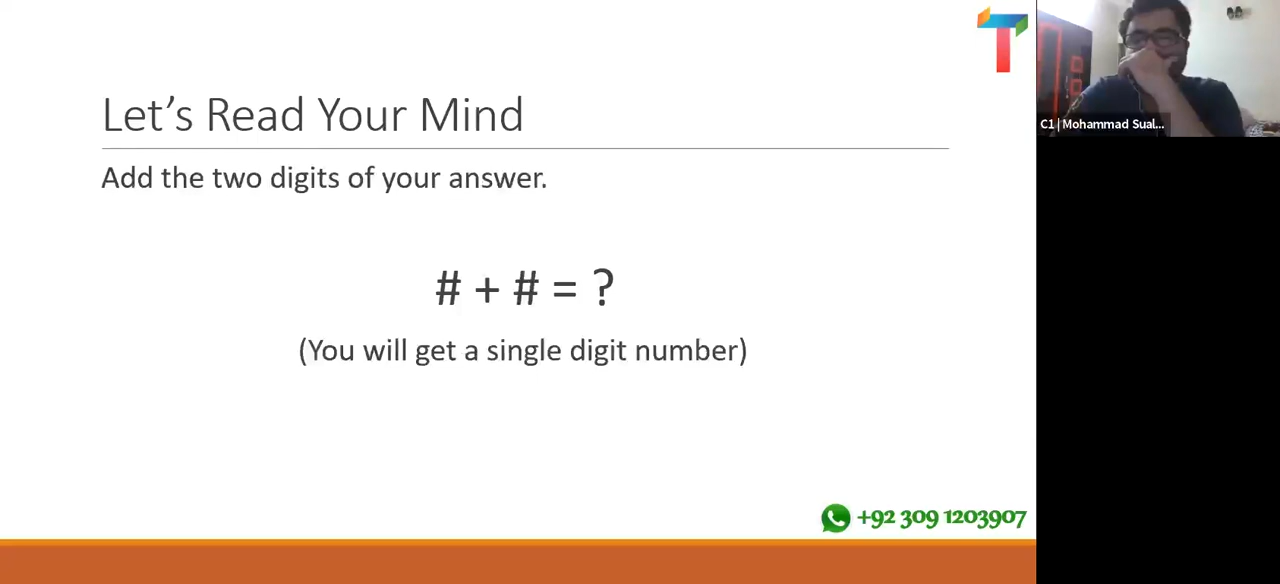 Let’s Read Your Mind
Add the two digits of your answer.
# + # = ?
(You will get a single digit number)
+92 309 1203907
C1 | Mohammad Sual...